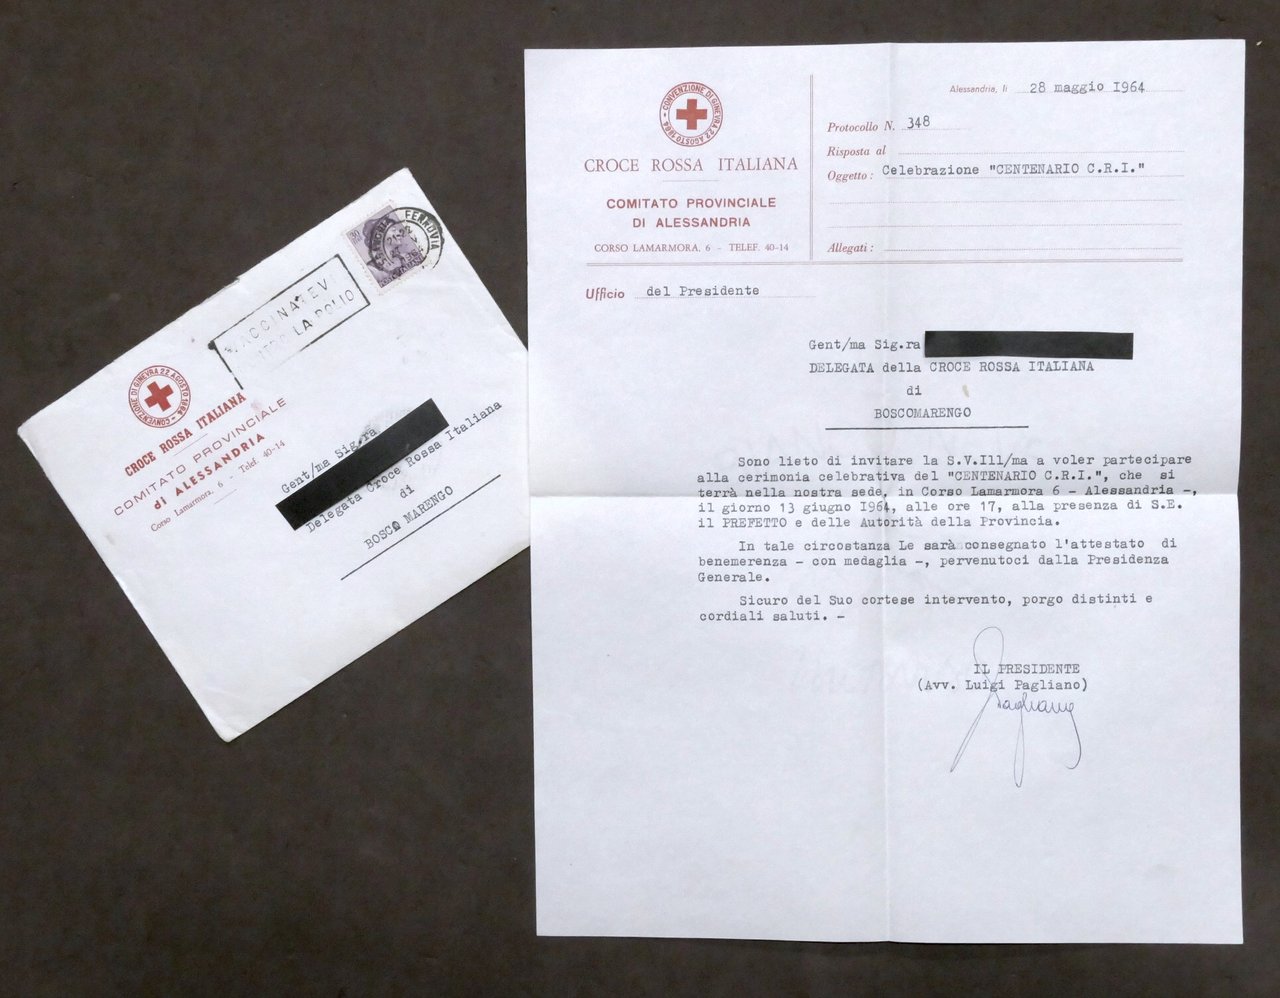 CONVENZIONE DI GINEVRA 22 AGOSTO 1864
CROCE ROSSA ITALIANA
COMITATO PROVINCIALE
di ALESSANDRIA
Corso Lamarmora, 6 - Telef. 40-14
VACCINATEVI
CONTRO LA POLIO
30
FERROVIA
Gent/ma Sig.ra
Delegata Croce Rossa Italiana
di
BOSCO MARENGO
CONVENZIONE DI GINEVRA 22 AGOSTO 1864
CROCE ROSSA ITALIANA
COMITATO PROVINCIALE
DI ALESSANDRIA
CORSO LAMARMORA, 6 - TELEF. 40-14
Alessandria, li 28 maggio I964
Protocollo N. 348
Risposta al
Oggetto: Celebrazione "CENTENARIO C.R.I."
Allegati:
Ufficio del Presidente
Gent/ma Sig.ra
DELEGATA della CROCE ROSSA ITALIANA
di
BOSCOMARENGO
Sono lieto di invitare la S.V.Ill/ma a voler partecipare
alla cerimonia celebrativa del "CENTENARIO C.R.I.", che si
terrà nella nostra sede, in Corso Lamarmora 6 - Alessandria -,
il giorno 13 giugno I964, alle ore 17, alla presenza di S.E.
il PREFETTO e delle Autorità della Provincia.
In tale circostanza Le sarà consegnato l'attestato di
benemerenza - con medaglia -, pervenutoci dalla Presidenza
Generale.
Sicuro del Suo cortese intervento, porgo distinti e
cordiali saluti. -
IL PRESIDENTE
(Avv. Luigi Pagliano)
Pagliano